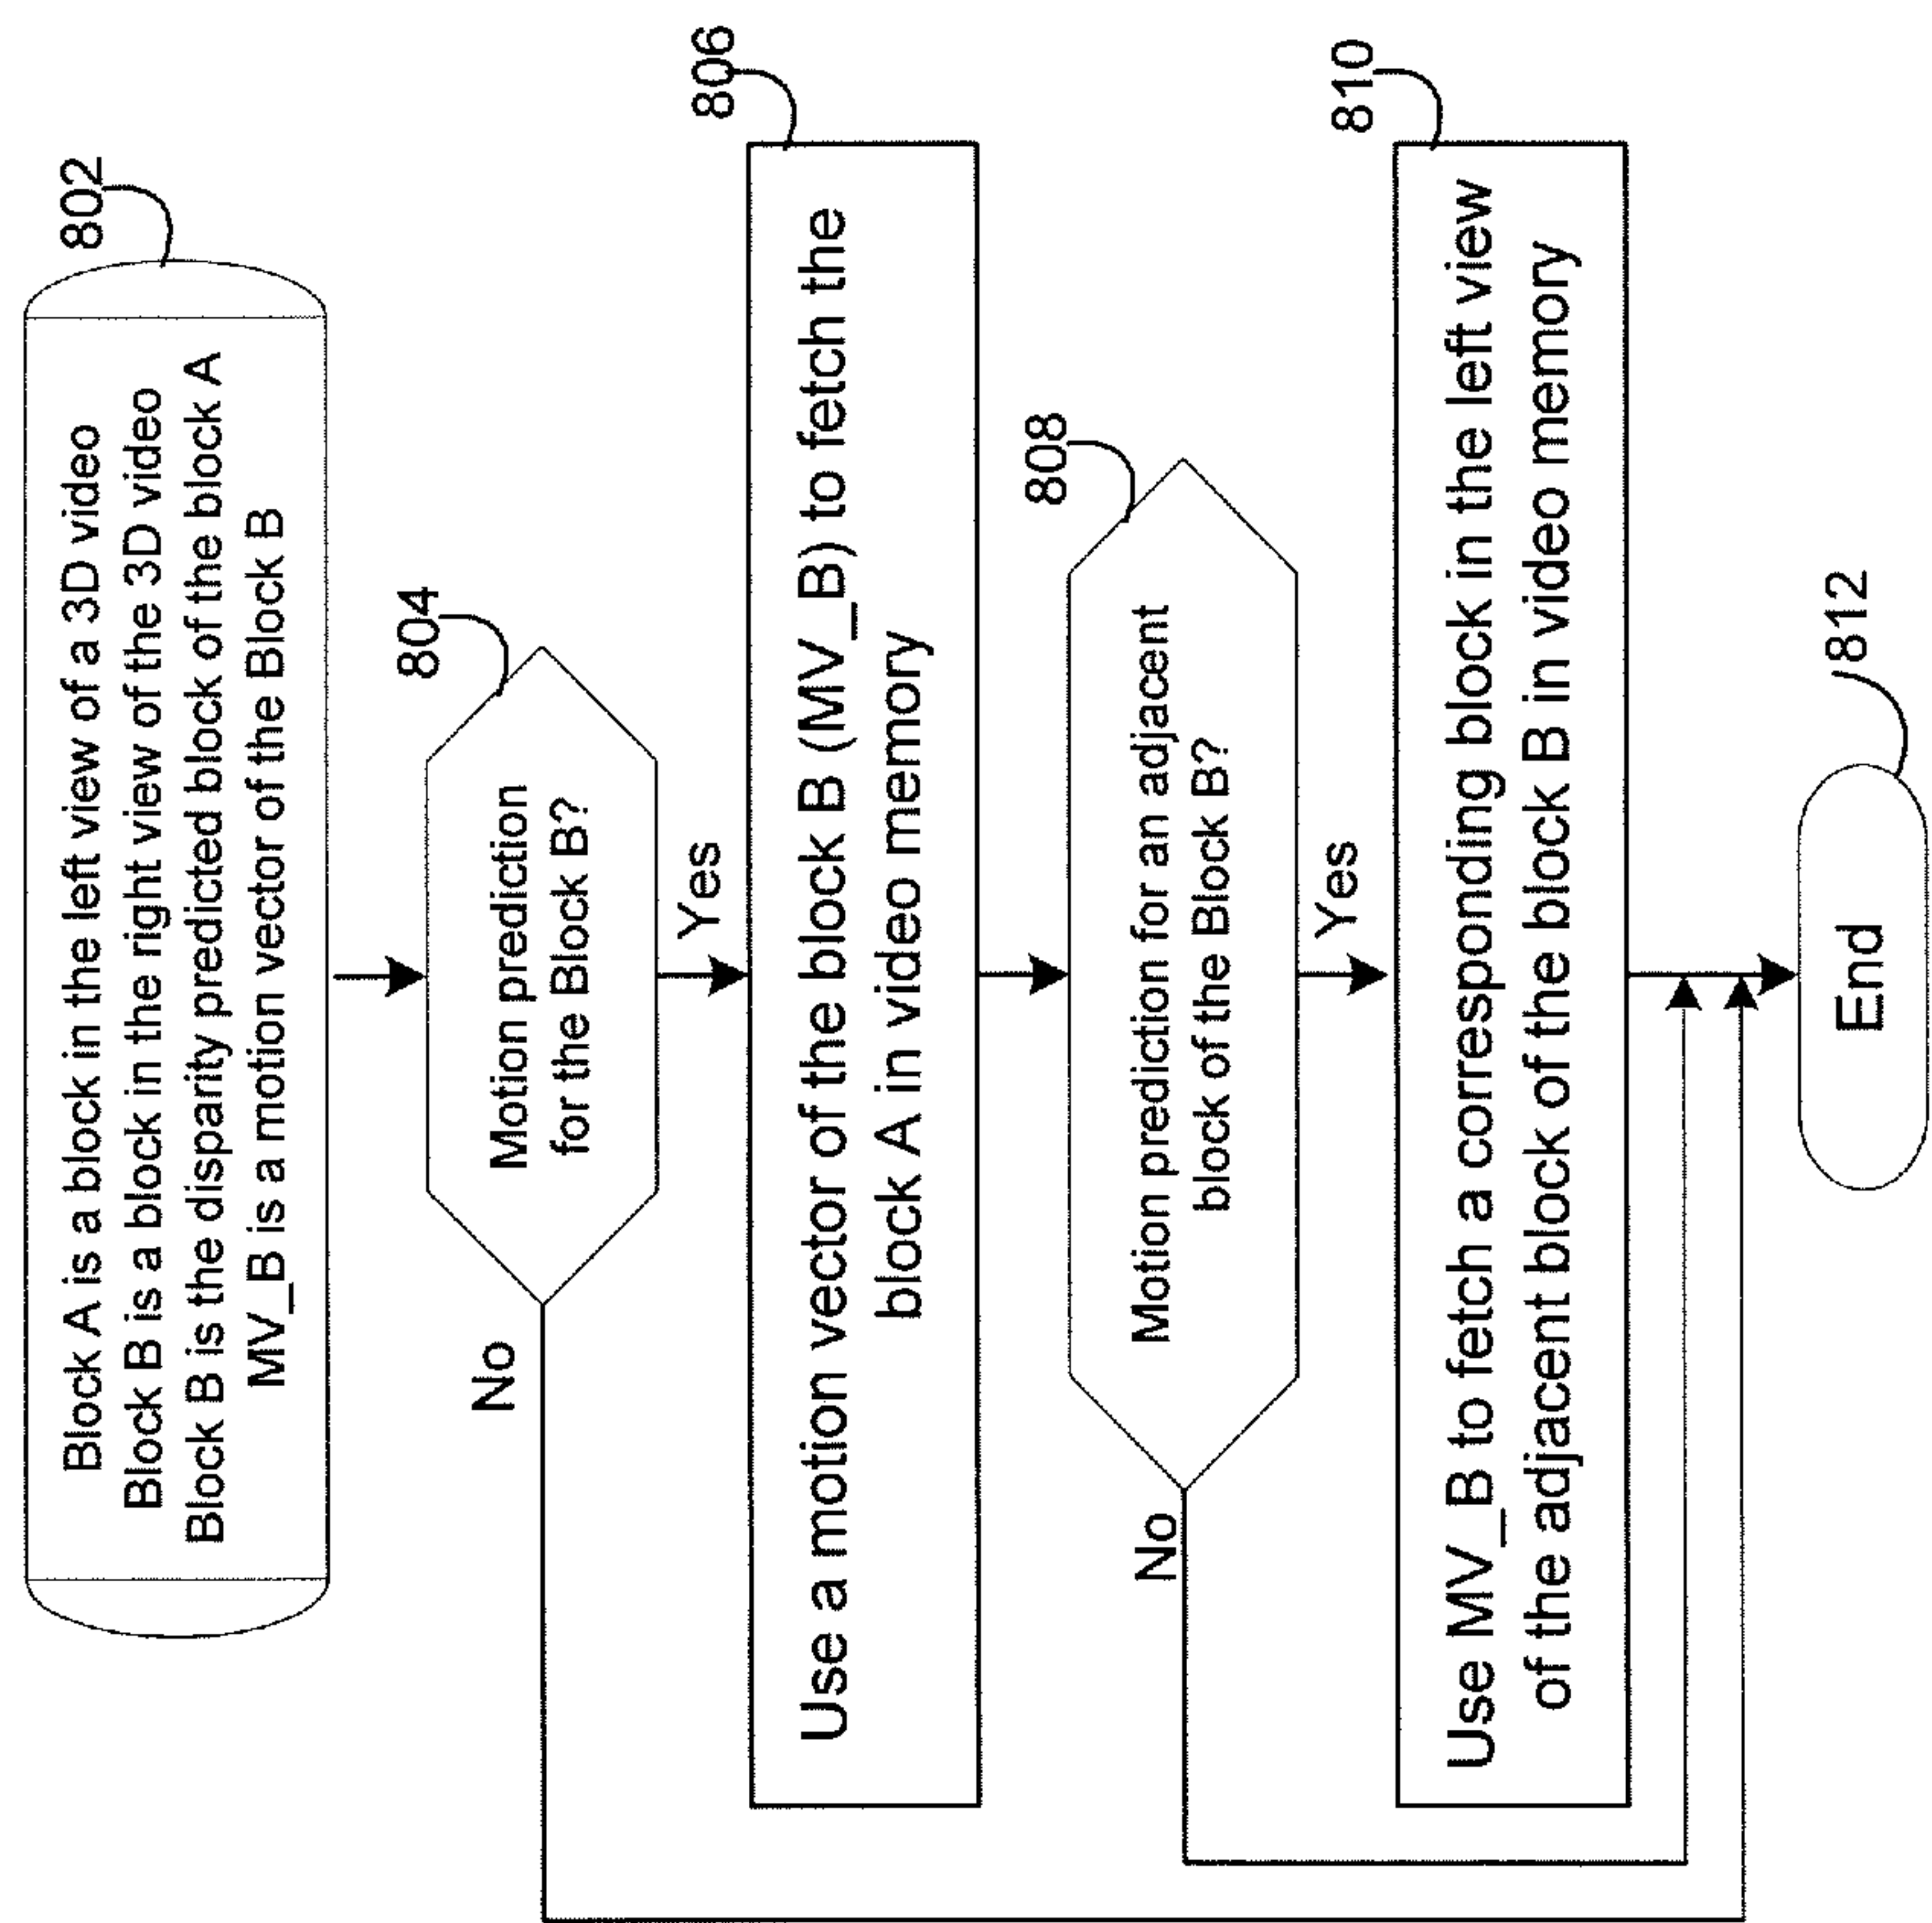 802
Block A is a block in the left view of a 3D video
Block B is a block in the right view of the 3D video
Block B is the disparity predicted block of the block A
MV_B is a motion vector of the Block B
804
Motion prediction
for the Block B?
No
Yes
806
Use a motion vector of the block B (MV_B) to fetch the
block A in video memory
808
Motion prediction for an adjacent
block of the Block B?
No
Yes
810
Use MV_B to fetch a corresponding block in the left view
of the adjacent block of the block B in video memory
812
End